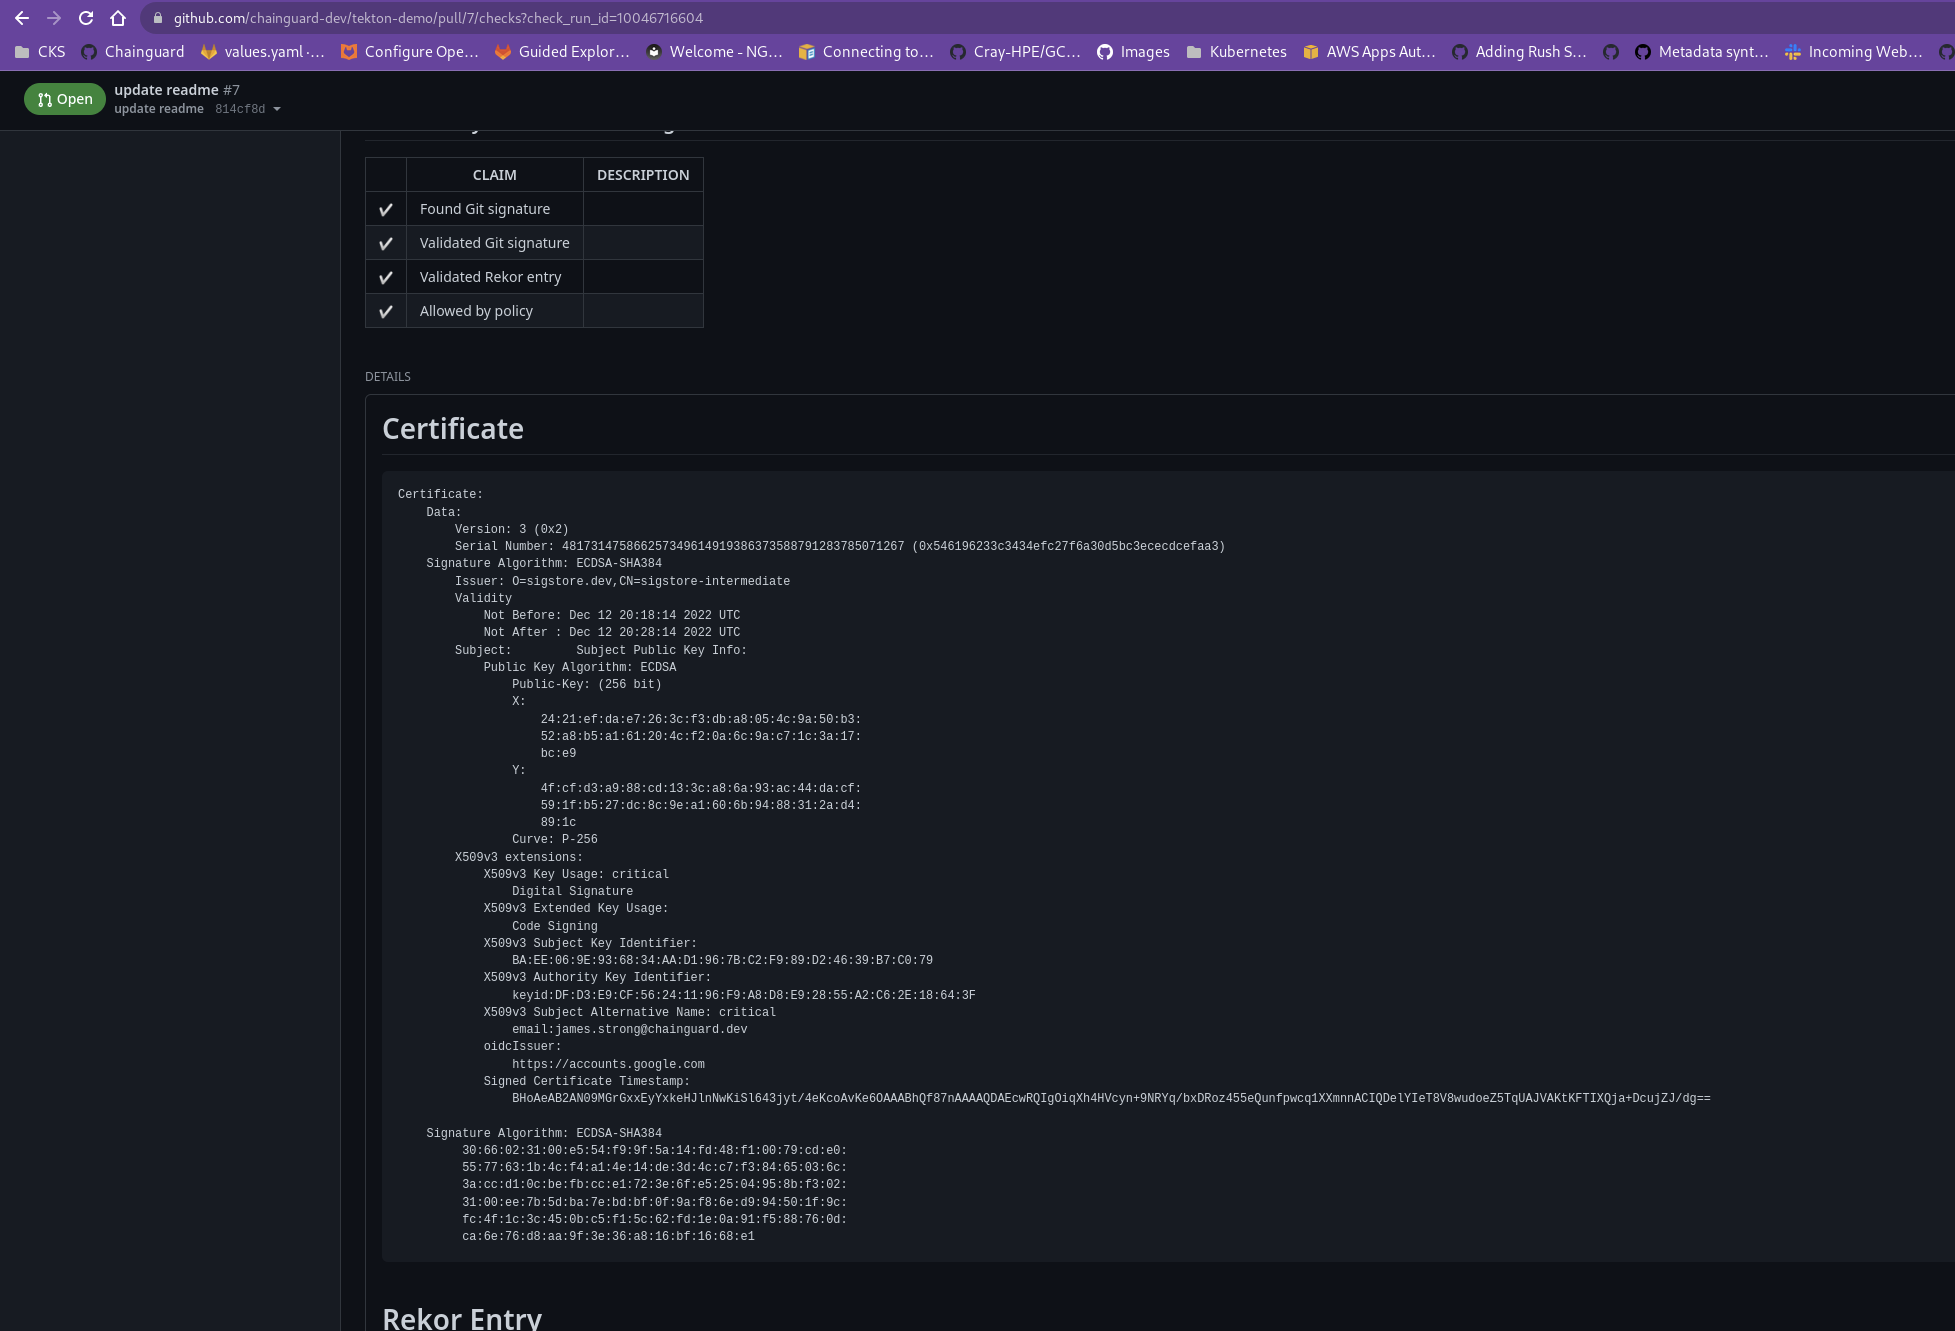 github.com/chainguard-dev/tekton-demo/pull/7/checks?check_run_id=10046716604
CKS Chainguard values.yaml ·... Configure Ope... Guided Explor... Welcome - NG... Connecting to... Cray-HPE/GC... Images Kubernetes AWS Apps Aut... Adding Rush S... Metadata synt... Incoming Web...
Open update readme #7
update readme 814cf8d
CLAIM DESCRIPTION
✓ Found Git signature
✓ Validated Git signature
✓ Validated Rekor entry
✓ Allowed by policy
DETAILS
Certificate
Certificate:
Data:
Version: 3 (0x2)
Serial Number: 481731475866257349614919386373588791283785071267 (0x546196233c3434efc27f6a30d5bc3ececdcefaa3)
Signature Algorithm: ECDSA-SHA384
Issuer: O=sigstore.dev,CN=sigstore-intermediate
Validity
Not Before: Dec 12 20:18:14 2022 UTC
Not After : Dec 12 20:28:14 2022 UTC
Subject: Subject Public Key Info:
Public Key Algorithm: ECDSA
Public-Key: (256 bit)
X:
24:21:ef:da:e7:26:3c:f3:db:a8:05:4c:9a:50:b3:
52:a8:b5:a1:61:20:4c:f2:0a:6c:9a:c7:1c:3a:17:
bc:e9
Y:
4f:cf:d3:a9:88:cd:13:3c:a8:6a:93:ac:44:da:cf:
59:1f:b5:27:dc:8c:9e:a1:60:6b:94:88:31:2a:d4:
89:1c
Curve: P-256
X509v3 extensions:
X509v3 Key Usage: critical
Digital Signature
X509v3 Extended Key Usage:
Code Signing
X509v3 Subject Key Identifier:
BA:EE:06:9E:93:68:34:AA:D1:96:7B:C2:F9:89:D2:46:39:B7:C0:79
X509v3 Authority Key Identifier:
keyid:DF:D3:E9:CF:56:24:11:96:F9:A8:D8:E9:28:55:A2:C6:2E:18:64:3F
X509v3 Subject Alternative Name: critical
email:james.strong@chainguard.dev
oidcIssuer:
https://accounts.google.com
Signed Certificate Timestamp:
BHoAeAB2AN09MGrGxxEyYxkeHJlnNwKiSl643jyt/4eKcoAvKe6OAAABhQf87nAAAAQDAEcwRQIgOiqXh4HVcyn+9NRYq/bxDRoz455eQunfpwcq1XXmnnACIQDelYIeT8V8wudoeZ5TqUAJVAKtKFTIXQja+DcujZJ/dg==
Signature Algorithm: ECDSA-SHA384
30:66:02:31:00:e5:54:f9:9f:5a:14:fd:48:f1:00:79:cd:e0:
55:77:63:1b:4c:f4:a1:4e:14:de:3d:4c:c7:f3:84:65:03:6c:
3a:cc:d1:0c:be:fb:cc:e1:72:3e:6f:e5:25:04:95:8b:f3:02:
31:00:ee:7b:5d:ba:7e:bd:bf:0f:9a:f8:6e:d9:94:50:1f:9c:
fc:4f:1c:3c:45:0b:c5:f1:5c:62:fd:1e:0a:91:f5:88:76:0d:
ca:6e:76:d8:aa:9f:3e:36:a8:16:bf:16:68:e1
Rekor Entry